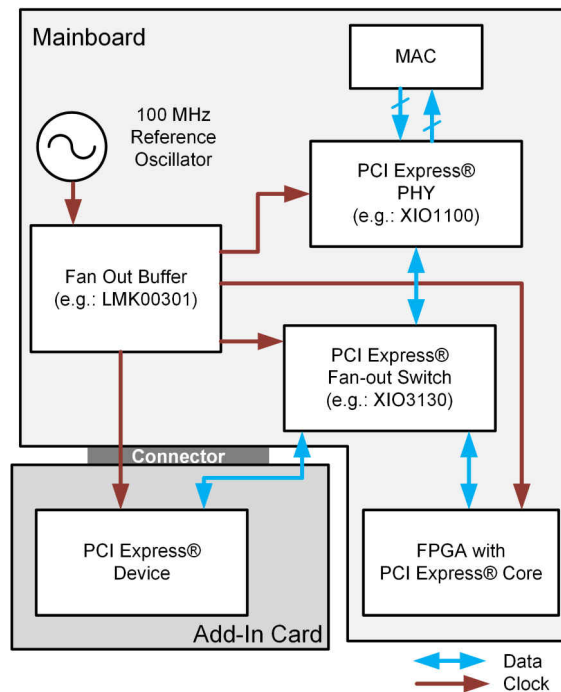 Mainboard
MAC
100 MHz
Reference
Oscillator
PCI Express®
PHY
(e.g.: XIO1100)
Fan Out Buffer
(e.g.: LMK00301)
PCI Express®
Fan-out Switch
(e.g.: XIO3130)
Connector
PCI Express®
Device
FPGA with
PCI Express® Core
Add-In Card
Data
Clock